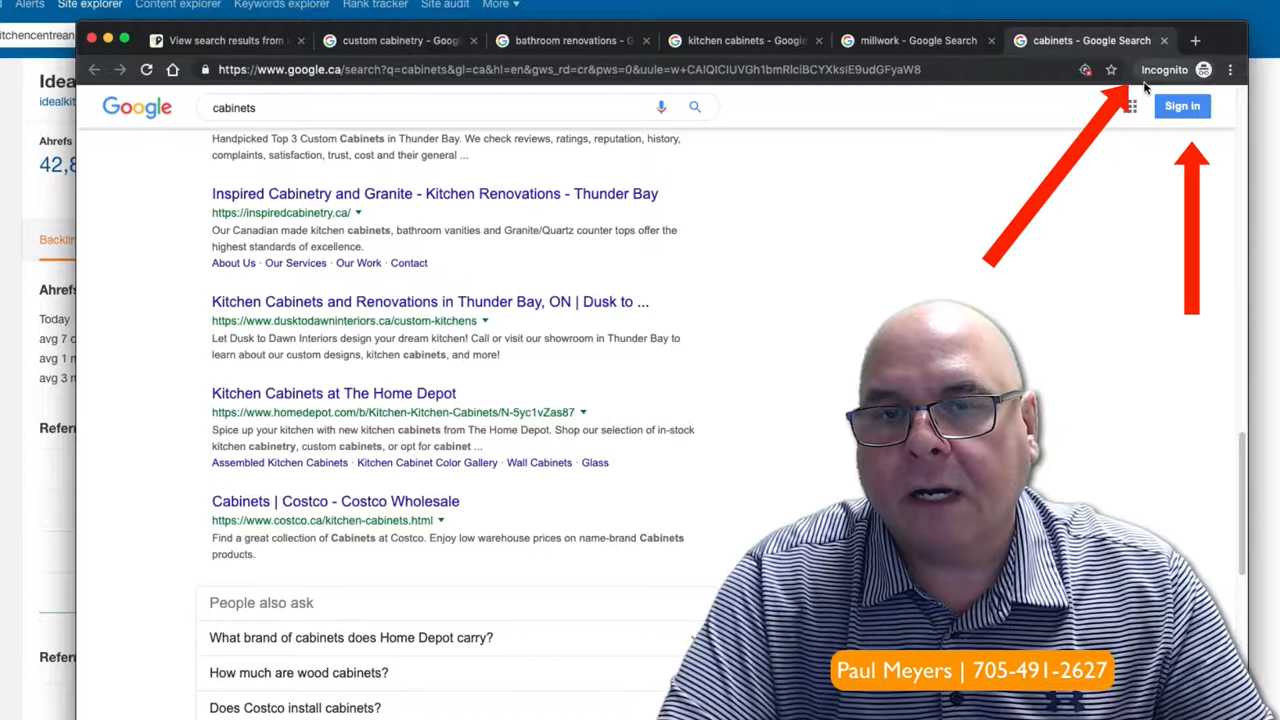 Alerts Site explorer Content explorer Keywords explorer Rank tracker Site audit More
View search results from
custom cabinetry - Goog
bathroom renovations - G
kitchen cabinets - Google
millwork - Google Search
cabinets - Google Search
https://www.google.ca/search?q=cabinets&gl=ca&hl=en&gws_rd=cr&pws=0&uule=w+CAIQICIUVGh1bmRlciBCYXksIE9udGFyaW8
Incognito
Google
cabinets
Sign in
Idea
idealkit
Ahrefs
42,8
Backlin
Ahrefs
Today
avg 7 d
avg 1 m
avg 3 m
Refer
Refer
Handpicked Top 3 Custom Cabinets in Thunder Bay. We check reviews, ratings, reputation, history,
complaints, satisfaction, trust, cost and their general ...
Inspired Cabinetry and Granite - Kitchen Renovations - Thunder Bay
https://inspiredcabinetry.ca/
Our Canadian made kitchen cabinets, bathroom vanities and Granite/Quartz counter tops offer the
highest standards of excellence.
About Us · Our Services · Our Work · Contact
Kitchen Cabinets and Renovations in Thunder Bay, ON | Dusk to ...
https://www.dusktodawninteriors.ca/custom-kitchens
Let Dusk to Dawn Interiors design your dream kitchen! Call or visit our showroom in Thunder Bay to
learn about our custom designs, kitchen cabinets, and more!
Kitchen Cabinets at The Home Depot
https://www.homedepot.com/b/Kitchen-Kitchen-Cabinets/N-5yc1vZas87
Spice up your kitchen with new kitchen cabinets from The Home Depot. Shop our selection of in-stock
kitchen cabinetry, custom cabinets, or opt for cabinet ...
Assembled Kitchen Cabinets · Kitchen Cabinet Color Gallery · Wall Cabinets · Glass
Cabinets | Costco - Costco Wholesale
https://www.costco.ca/kitchen-cabinets.html
Find a great collection of Cabinets at Costco. Enjoy low warehouse prices on name-brand Cabinets
products.
People also ask
What brand of cabinets does Home Depot carry?
How much are wood cabinets?
Does Costco install cabinets?
Paul Meyers | 705-491-2627